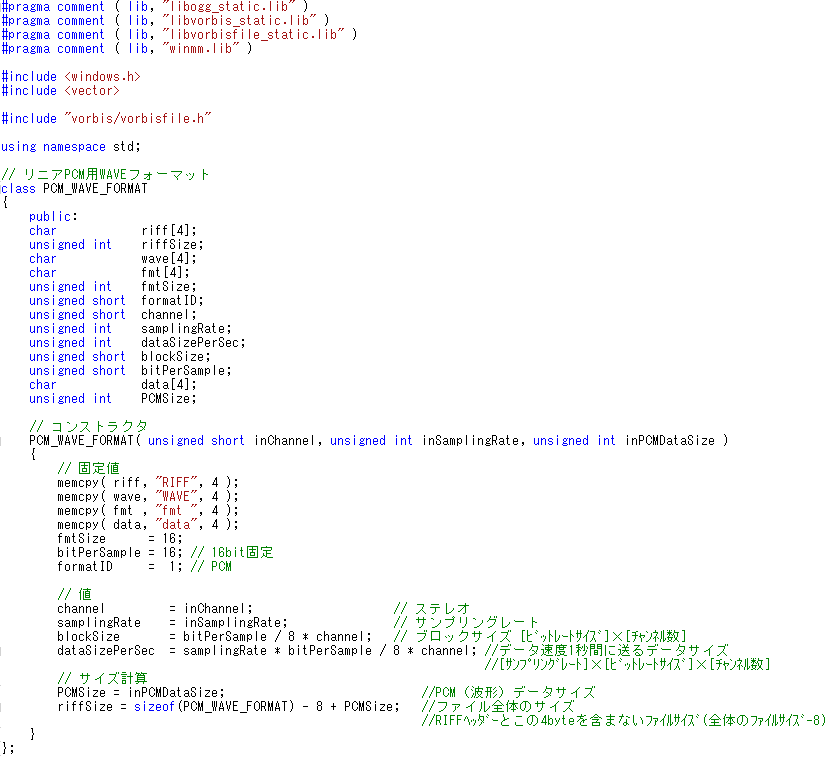 #pragma comment ( lib, "libogg_static.lib" )
#pragma comment ( lib, "libvorbis_static.lib" )
#pragma comment ( lib, "libvorbisfile_static.lib" )
#pragma comment ( lib, "winmm.lib" )
#include <windows.h>
#include <vector>
#include "vorbis/vorbisfile.h"
using namespace std;
// リニアPCM用WAVEフォーマット
class PCM_WAVE_FORMAT
{
public:
char riff[4];
unsigned int riffSize;
char wave[4];
char fmt[4];
unsigned int fmtSize;
unsigned short formatID;
unsigned short channel;
unsigned int samplingRate;
unsigned int dataSizePerSec;
unsigned short blockSize;
unsigned short bitPerSample;
char data[4];
unsigned int PCMSize;
// コンストラクタ
PCM_WAVE_FORMAT( unsigned short inChannel, unsigned int inSamplingRate, unsigned int inPCMDataSize )
{
// 固定値
memcpy( riff, "RIFF", 4 );
memcpy( wave, "WAVE", 4 );
memcpy( fmt , "fmt ", 4 );
memcpy( data, "data", 4 );
fmtSize = 16;
bitPerSample = 16; // 16bit固定
formatID = 1; // PCM
// 値
channel = inChannel; // ステレオ
samplingRate = inSamplingRate; // サンプリングレート
blockSize = bitPerSample / 8 * channel; // ブロックサイズ [ﾋﾞｯﾄﾚｰﾄｻｲｽﾞ]×[ﾁｬﾝﾈﾙ数]
dataSizePerSec = samplingRate * bitPerSample / 8 * channel; //データ速度1秒間に送るデータサイズ
//[ｻﾝﾌﾟﾘﾝｸﾞﾚｰﾄ]×[ﾋﾞｯﾄﾚｰﾄｻｲｽﾞ]×[ﾁｬﾝﾈﾙ数]
// サイズ計算
PCMSize = inPCMDataSize; //PCM（波形）データサイズ
riffSize = sizeof(PCM_WAVE_FORMAT) - 8 + PCMSize; //ファイル全体のサイズ
//RIFFﾍｯﾀﾞｰとこの4byteを含まないﾌｧｲﾙｻｲｽﾞ(全体のﾌｧｲﾙｻｲｽﾞ-8)
}
};